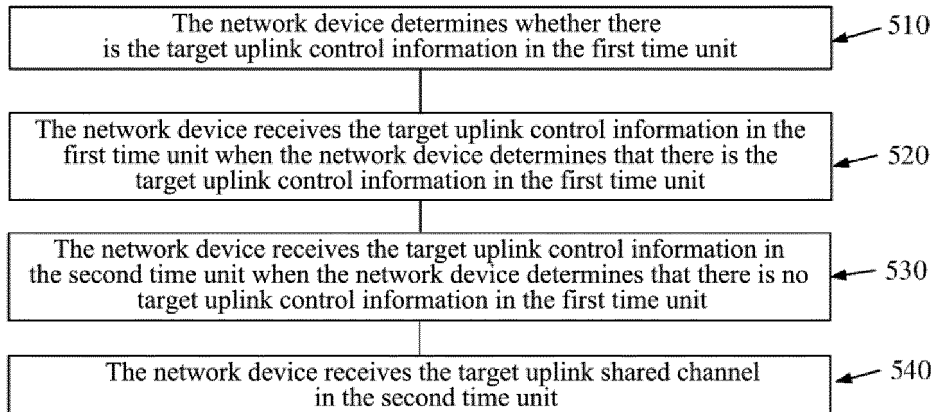 The network device determines whether there
is the target uplink control information in the first time unit
510
The network device receives the target uplink control information in the
first time unit when the network device determines that there is the
target uplink control information in the first time unit
520
The network device receives the target uplink control information in
the second time unit when the network device determines that there is no
target uplink control information in the first time unit
530
The network device receives the target uplink shared channel
in the second time unit
540